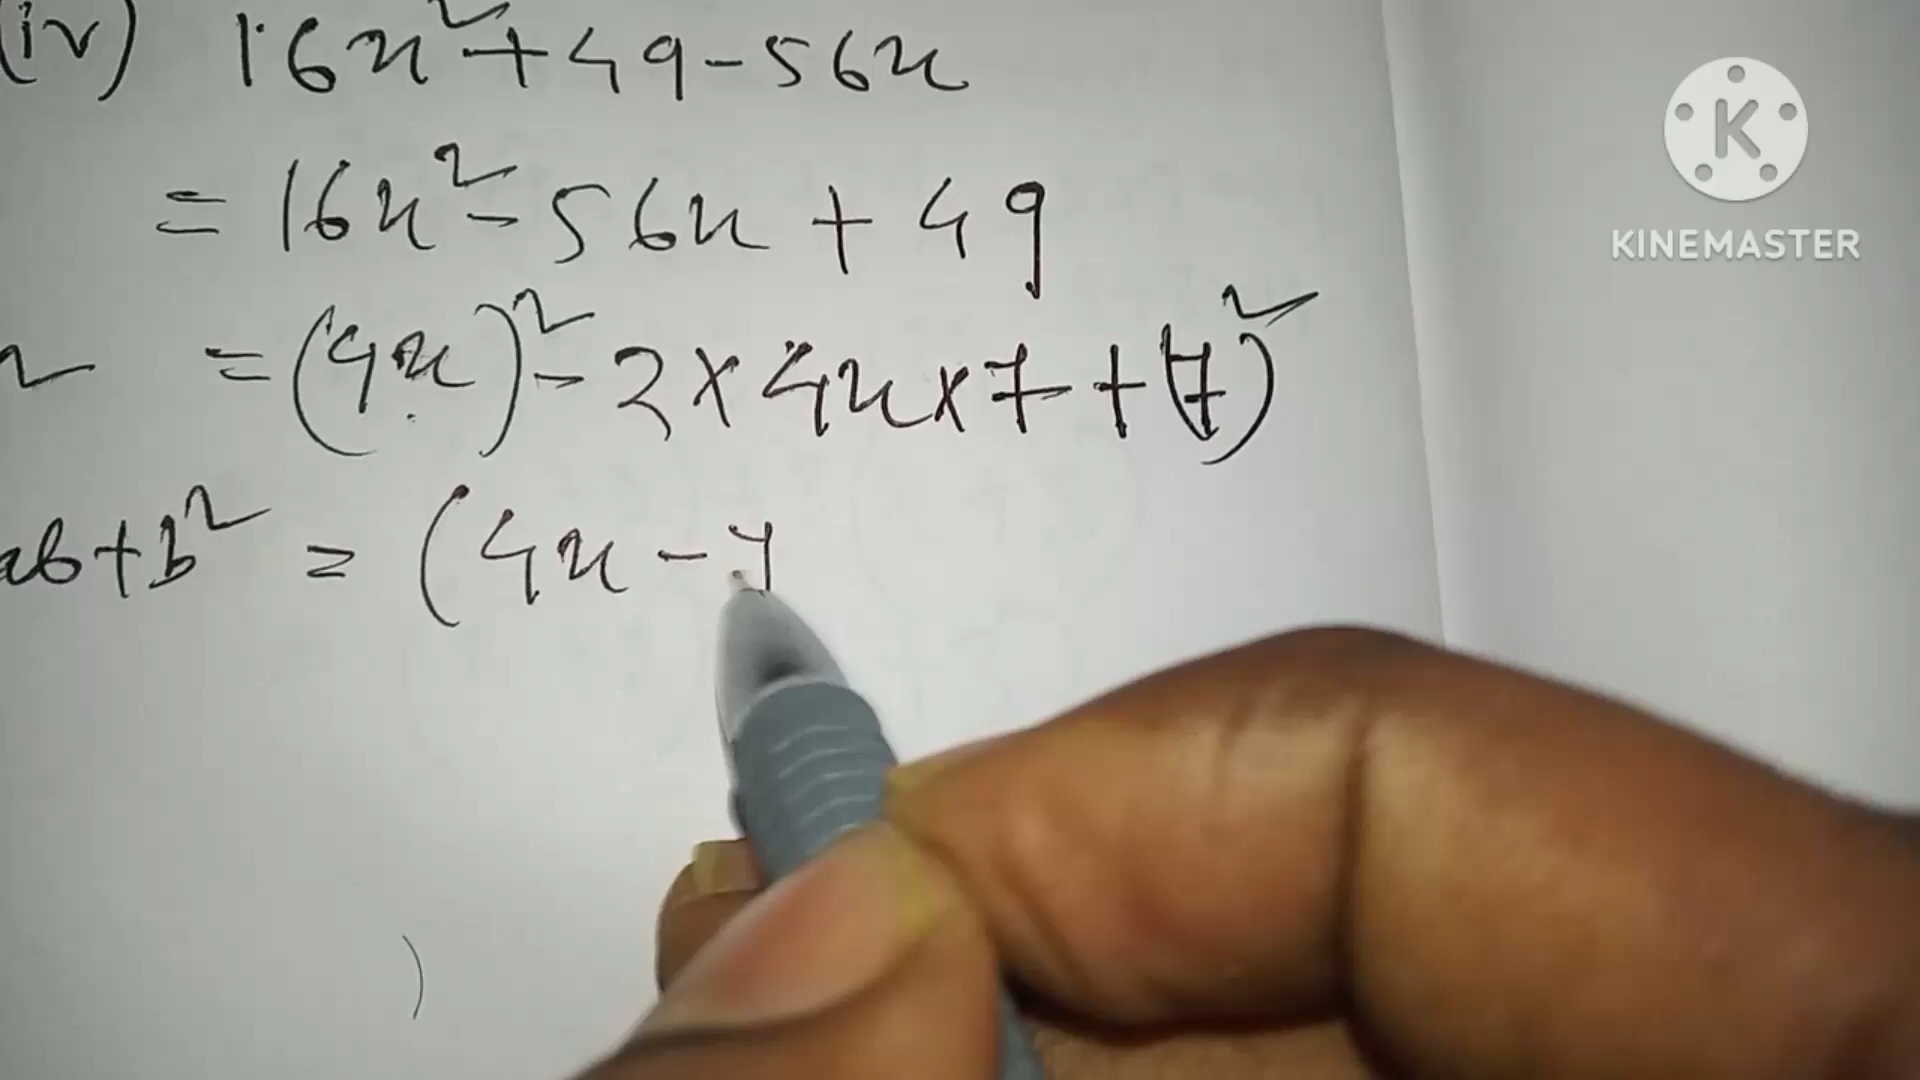 (iv) 16x² + 49 - 56x
= 16x² - 56x + 49
= (4x)² - 2 × 4x × 7 + (7)²
ab + b² = (4x - 7
)
K
KINEMASTER